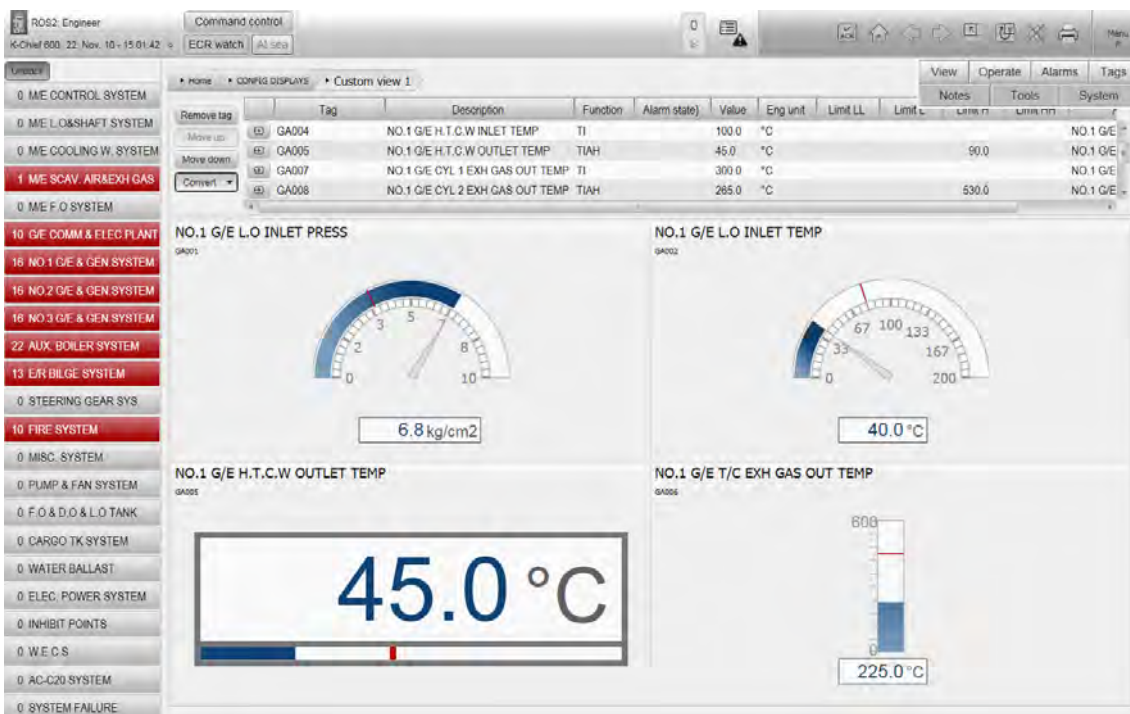 ROS2: Engineer
K-Chief 600 22. Nov. 10 - 15:01:42
Command control
ECR watch At sea
0
ACK
Menu
Home CONFIG DISPLAYS Custom view 1
View Operate Alarms Tags
Notes Tools System
0 M/E CONTROL SYSTEM
0 M/E L.O&SHAFT SYSTEM
0 M/E COOLING W. SYSTEM
1 M/E SCAV. AIR&EXH GAS
0 M/E F.O SYSTEM
10 G/E COMM & ELEC.PLANT
16 NO.1 G/E & GEN SYSTEM
16 NO.2 G/E & GEN SYSTEM
16 NO.3 G/E & GEN SYSTEM
22 AUX. BOILER SYSTEM
13 E/R BILGE SYSTEM
0 STEERING GEAR SYS.
10 FIRE SYSTEM
0 MISC. SYSTEM
0 PUMP & FAN SYSTEM
0 F.O & D.O & L.O TANK
0 CARGO TK SYSTEM
0 WATER BALLAST
0 ELEC. POWER SYSTEM
0 INHIBIT POINTS
0 W.E.C.S
0 AC-C20 SYSTEM
0 SYSTEM FAILURE
Remove tag
Move up
Move down
Convert
Tag Description Function Alarm state) Value Eng unit Limit LL Limit L Limit H Limit HH
GA004 NO.1 G/E H.T.C.W INLET TEMP TI 100.0 °C NO.1 G/E
GA005 NO.1 G/E H.T.C.W OUTLET TEMP TIAH 45.0 °C 90.0 NO.1 G/E
GA007 NO.1 G/E CYL 1 EXH GAS OUT TEMP TI 300.0 °C NO.1 G/E
GA008 NO.1 G/E CYL 2 EXH GAS OUT TEMP TIAH 265.0 °C 530.0 NO.1 G/E
NO.1 G/E L.O INLET PRESS
GA001
0 2 3 5 7 8 10
6.8 kg/cm2
NO.1 G/E L.O INLET TEMP
GA002
0 33 67 100 133 167 200
40.0 °C
NO.1 G/E H.T.C.W OUTLET TEMP
GA005
45.0 °C
NO.1 G/E T/C EXH GAS OUT TEMP
GA006
600
0
225.0 °C